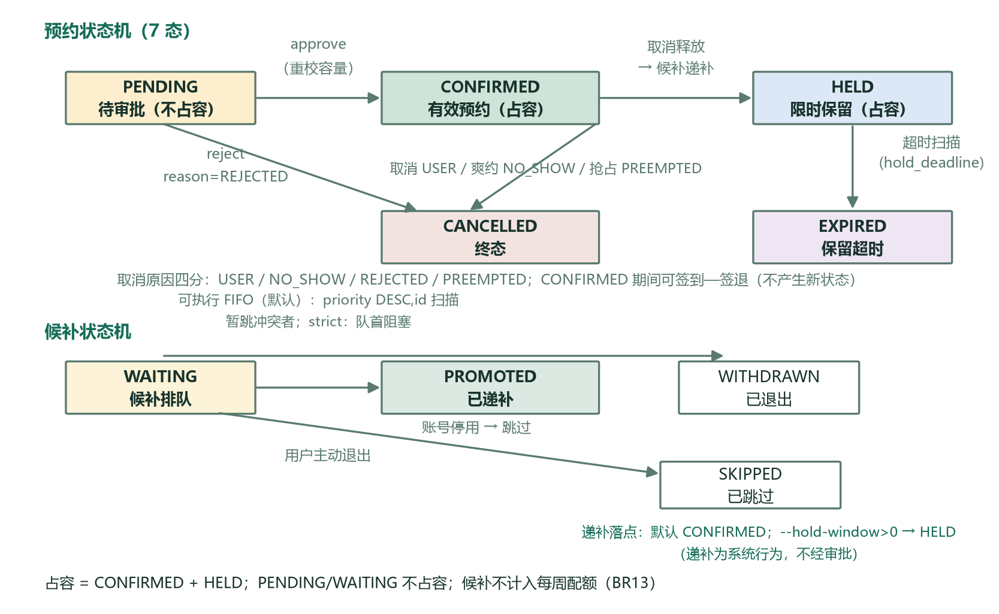 预约状态机（7 态）
approve
（重校容量）
取消释放
→ 候补递补
PENDING
待审批（不占容）
CONFIRMED
有效预约（占容）
HELD
限时保留（占容）
reject
reason=REJECTED
取消 USER / 爽约 NO_SHOW / 抢占 PREEMPTED
超时扫描
(hold_deadline)
CANCELLED
终态
EXPIRED
保留超时
取消原因四分：USER / NO_SHOW / REJECTED / PREEMPTED；CONFIRMED 期间可签到—签退（不产生新状态）
可执行 FIFO（默认）：priority DESC,id 扫描
暂跳冲突者；strict：队首阻塞
候补状态机
WAITING
候补排队
PROMOTED
已递补
WITHDRAWN
已退出
账号停用 → 跳过
用户主动退出
SKIPPED
已跳过
递补落点：默认 CONFIRMED；--hold-window>0 → HELD
（递补为系统行为，不经审批）
占容 = CONFIRMED + HELD；PENDING/WAITING 不占容；候补不计入每周配额（BR13）